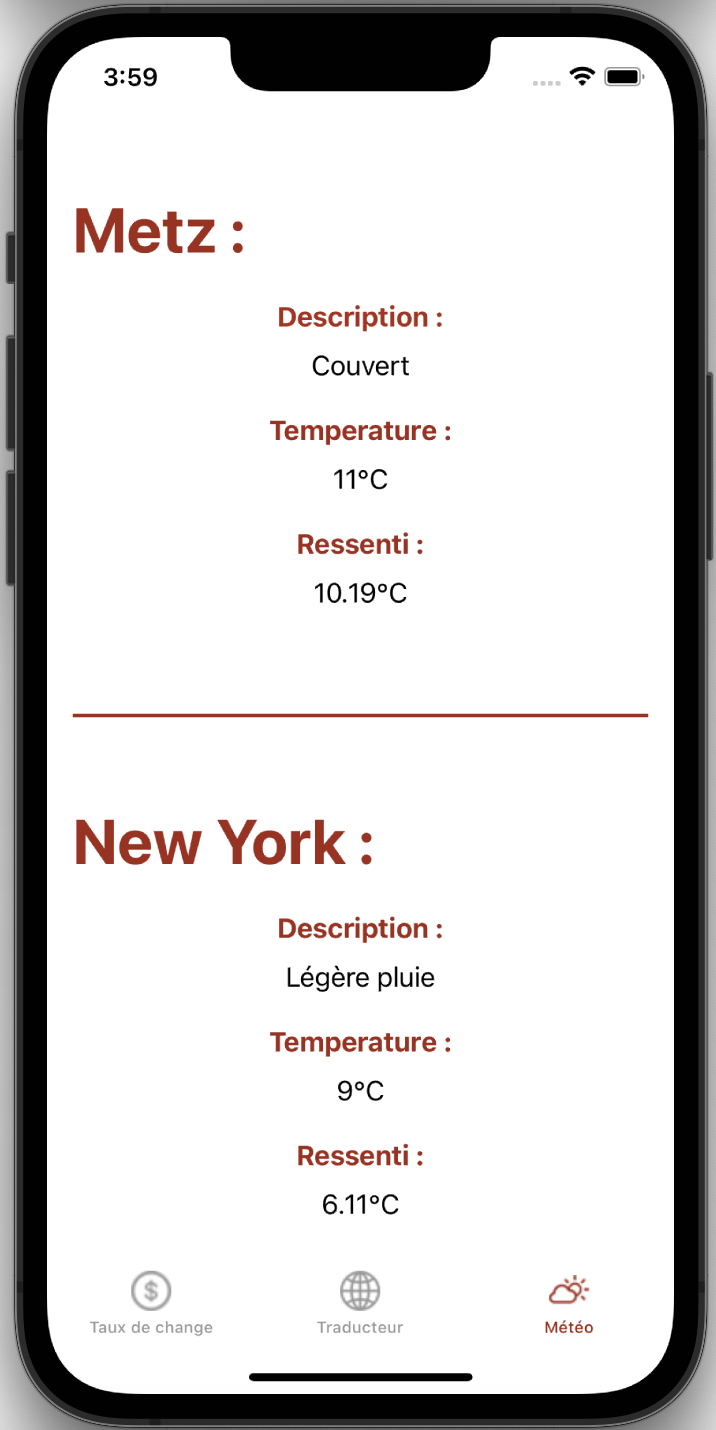 3:59
Metz :
Description :
Couvert
Temperature :
11°C
Ressenti :
10.19°C
New York :
Description :
Légère pluie
Temperature :
9°C
Ressenti :
6.11°C
Taux de change
Traducteur
Météo